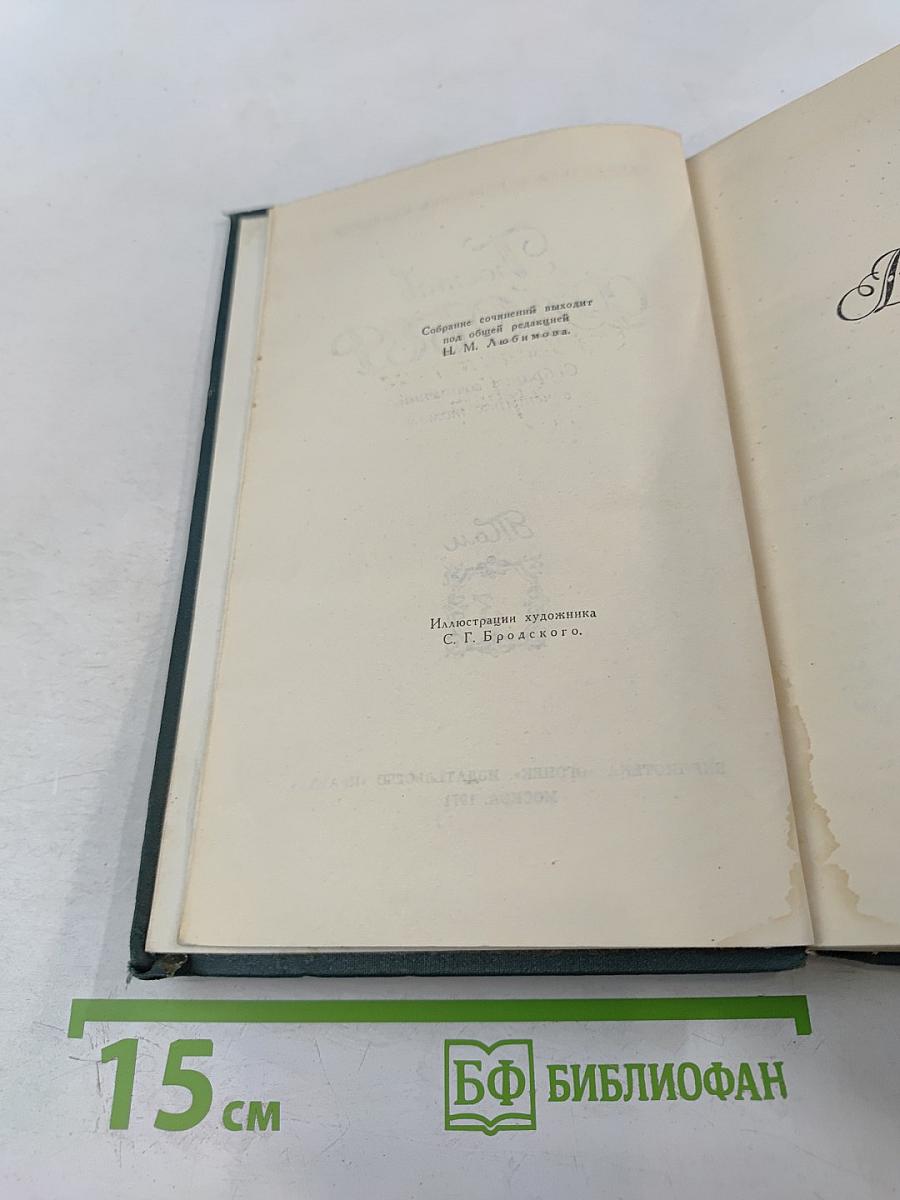 Собрание сочинений выходит
под общей редакцией
Н. М. Любимова.
Иллюстрации художника
С. Г. Бродского.
15 см
БФ БИБЛИОФАН